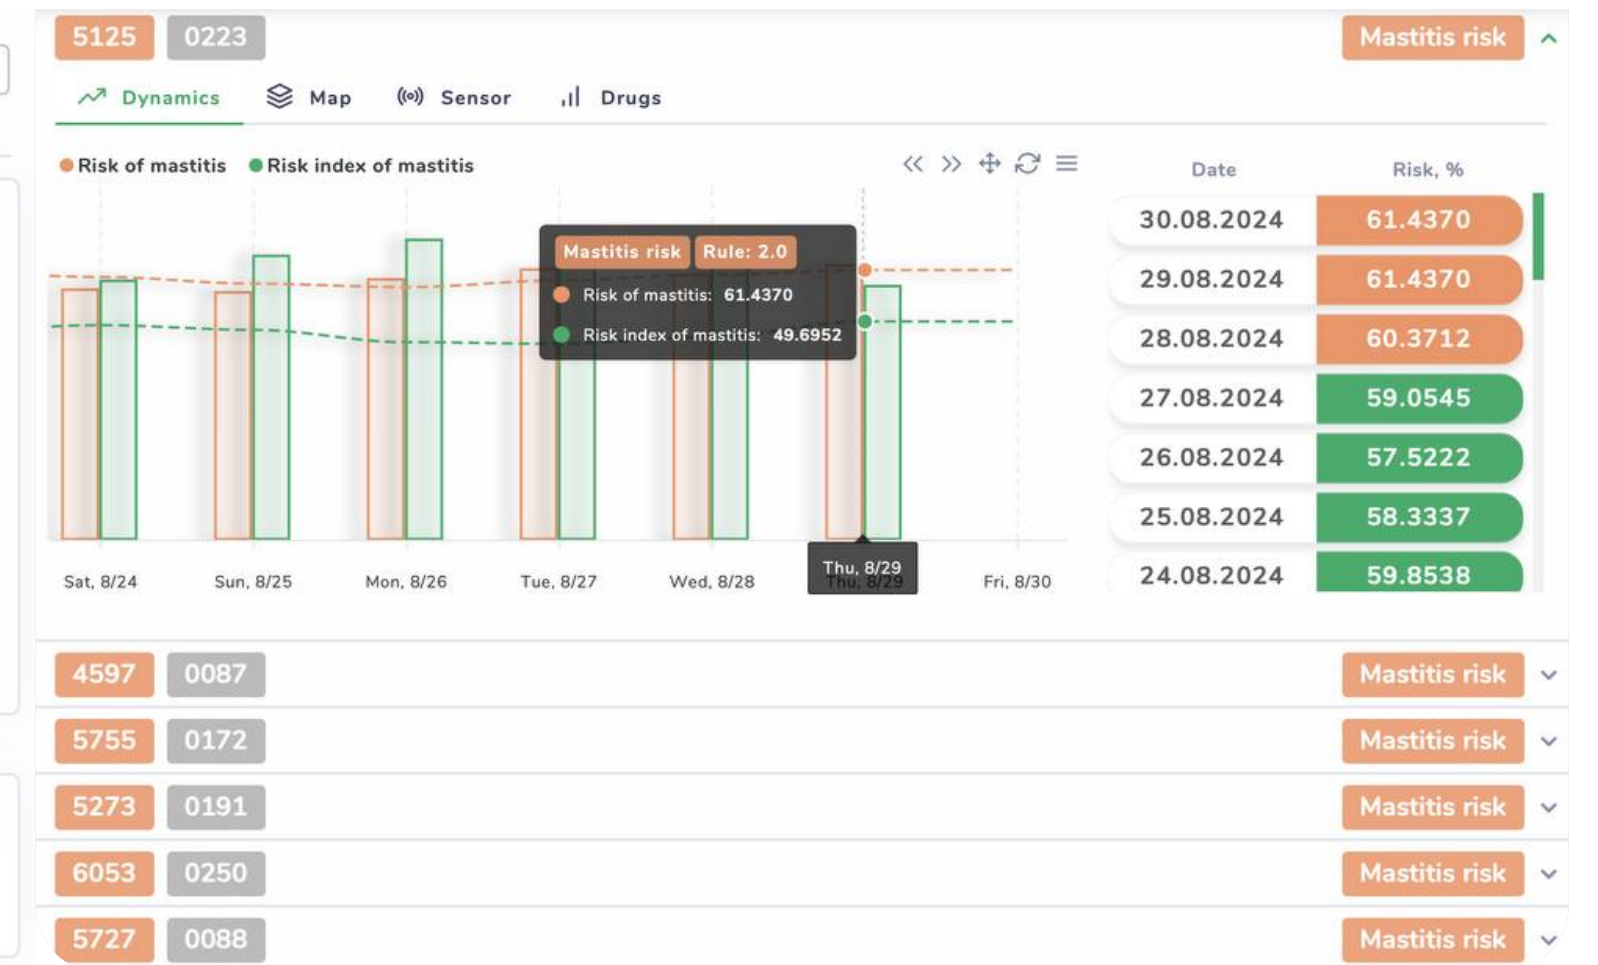 5125 0223 Mastitis risk
Dynamics Map Sensor Drugs
Risk of mastitis Risk index of mastitis
Mastitis risk Rule: 2.0
Risk of mastitis: 61.4370
Risk index of mastitis: 49.6952
Thu, 8/29
Sat, 8/24 Sun, 8/25 Mon, 8/26 Tue, 8/27 Wed, 8/28 Thu, 8/29 Fri, 8/30
Date Risk, %
30.08.2024 61.4370
29.08.2024 61.4370
28.08.2024 60.3712
27.08.2024 59.0545
26.08.2024 57.5222
25.08.2024 58.3337
24.08.2024 59.8538
4597 0087 Mastitis risk
5755 0172 Mastitis risk
5273 0191 Mastitis risk
6053 0250 Mastitis risk
5727 0088 Mastitis risk